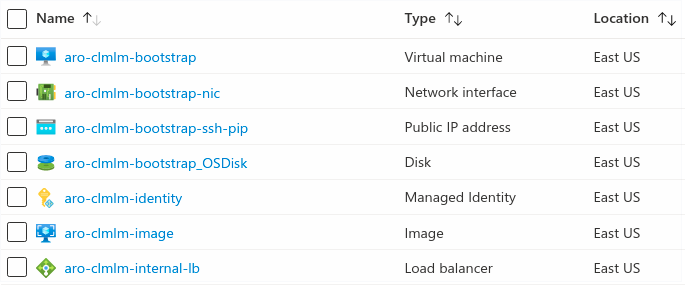 Name ↑↓ Type ↑↓ Location ↑↓
aro-clmlm-bootstrap Virtual machine East US
aro-clmlm-bootstrap-nic Network interface East US
aro-clmlm-bootstrap-ssh-pip Public IP address East US
aro-clmlm-bootstrap_OSDisk Disk East US
aro-clmlm-identity Managed Identity East US
aro-clmlm-image Image East US
aro-clmlm-internal-lb Load balancer East US